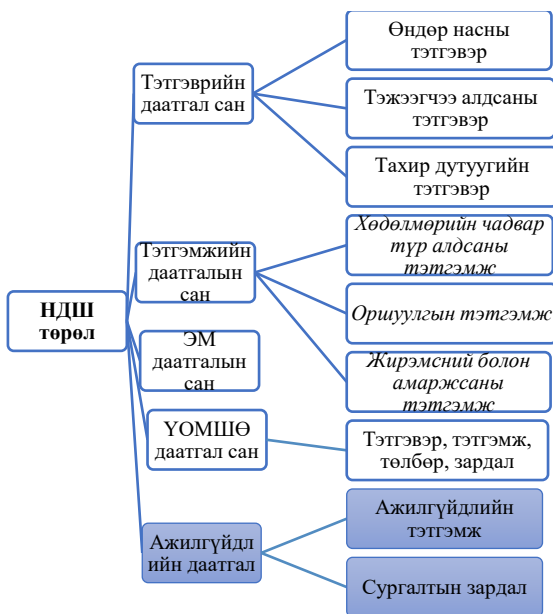 НДШ
төрөл
Тэтгэврийн
даатгал сан
Өндөр насны
тэтгэвэр
Тэжээгчээ алдсаны
тэтгэвэр
Тахир дутуугийн
тэтгэвэр
Тэтгэмжийн
даатгалын
сан
Хөдөлмөрийн чадвар
түр алдсаны
тэтгэмж
Оршуулгын тэтгэмж
Жирэмсний болон
амаржсаны
тэтгэмж
ЭМ
даатгалын
сан
ҮОМШӨ
даатгал сан
Тэтгэвэр, тэтгэмж,
төлбөр, зардал
Ажилгүйдл
ийн даатгал
Ажилгүйдлийн
тэтгэмж
Сургалтын зардал